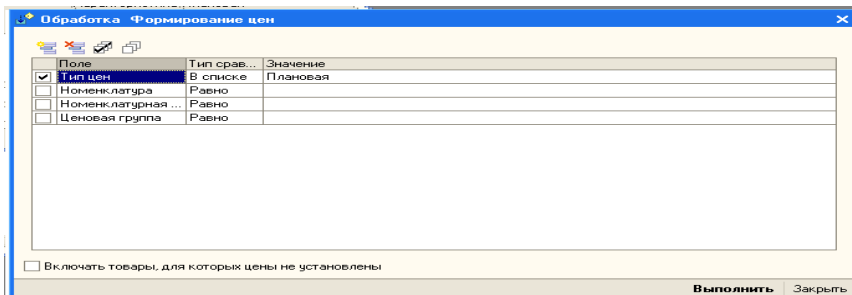 Обработка Формирование цен
Поле Тип срав... Значение
Тип цен В списке Плановая
Номенклатура Равно
Номенклатурная ... Равно
Ценовая группа Равно
Включать товары, для которых цены не установлены
Выполнить Закрыть